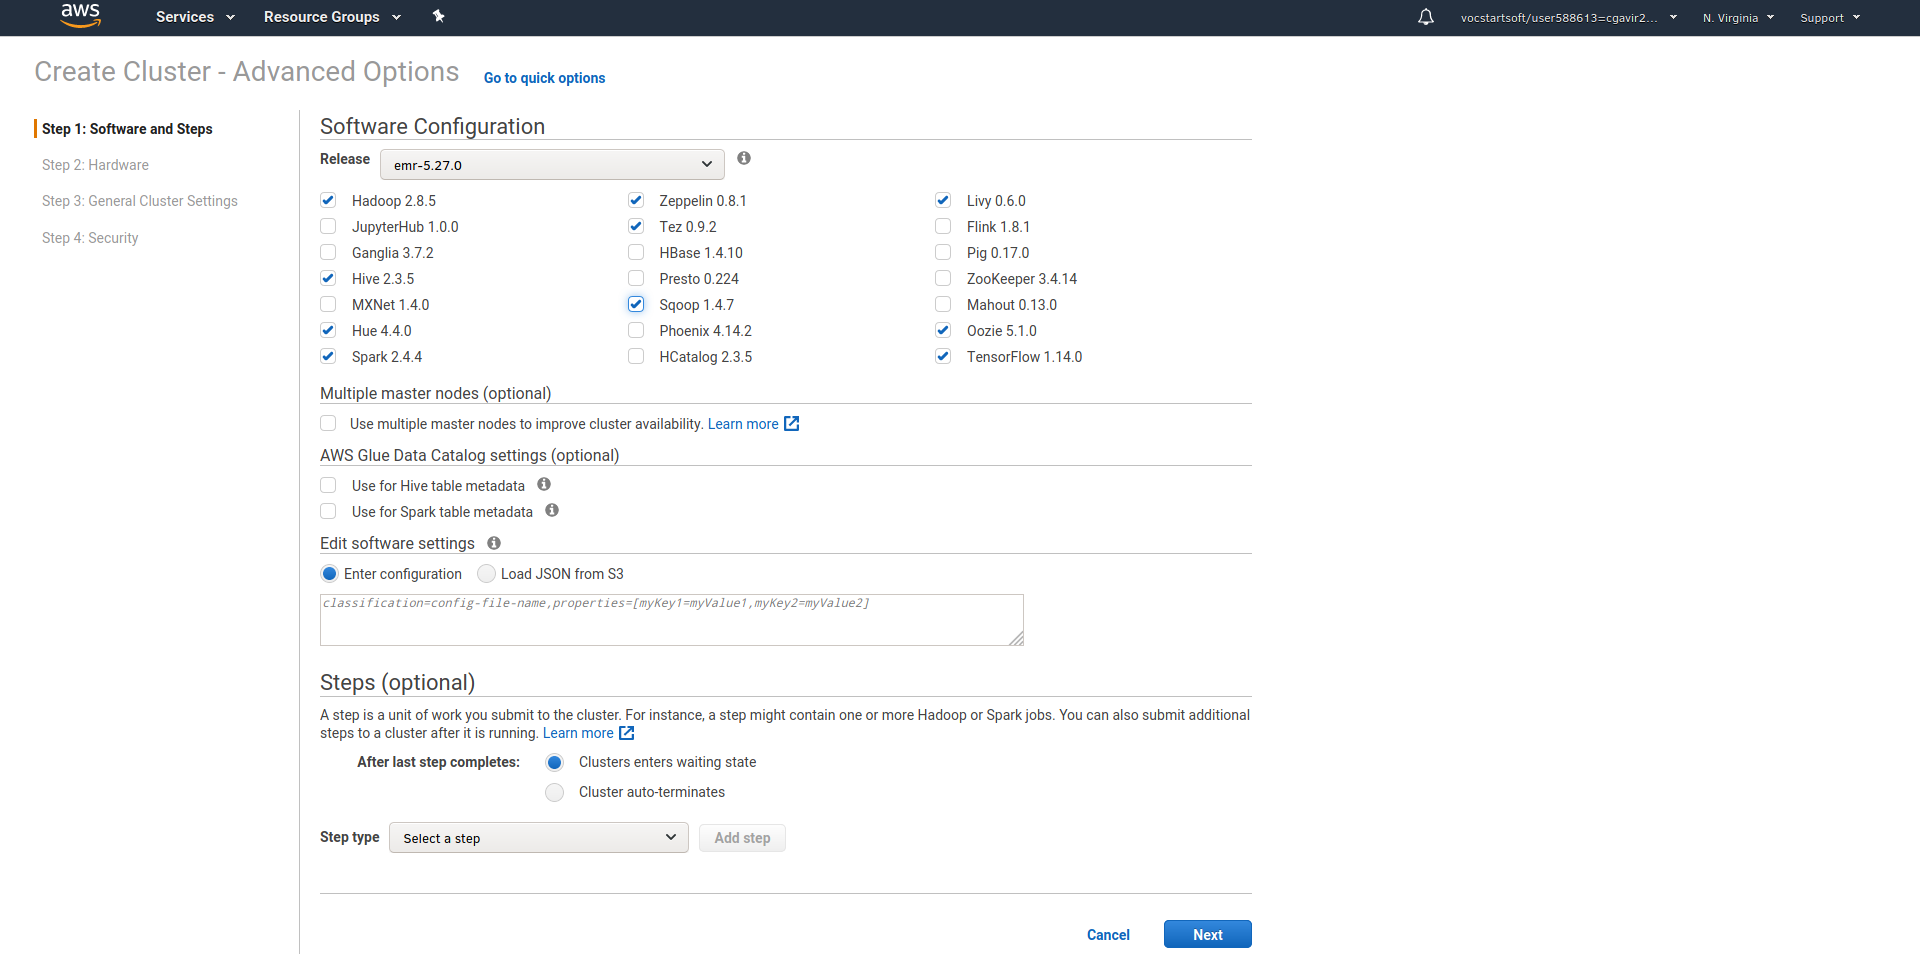 aws Services Resource Groups vocstartsoft/user588613=cgavir2... N. Virginia Support
Create Cluster - Advanced Options Go to quick options
Step 1: Software and Steps
Step 2: Hardware
Step 3: General Cluster Settings
Step 4: Security
Software Configuration
Release emr-5.27.0
Hadoop 2.8.5 Zeppelin 0.8.1 Livy 0.6.0
JupyterHub 1.0.0 Tez 0.9.2 Flink 1.8.1
Ganglia 3.7.2 HBase 1.4.10 Pig 0.17.0
Hive 2.3.5 Presto 0.224 ZooKeeper 3.4.14
MXNet 1.4.0 Sqoop 1.4.7 Mahout 0.13.0
Hue 4.4.0 Phoenix 4.14.2 Oozie 5.1.0
Spark 2.4.4 HCatalog 2.3.5 TensorFlow 1.14.0
Multiple master nodes (optional)
Use multiple master nodes to improve cluster availability. Learn more
AWS Glue Data Catalog settings (optional)
Use for Hive table metadata
Use for Spark table metadata
Edit software settings
Enter configuration Load JSON from S3
classification=config-file-name,properties=[myKey1=myValue1,myKey2=myValue2]
Steps (optional)
A step is a unit of work you submit to the cluster. For instance, a step might contain one or more Hadoop or Spark jobs. You can also submit additional
steps to a cluster after it is running. Learn more
After last step completes: Clusters enters waiting state
Cluster auto-terminates
Step type Select a step Add step
Cancel Next